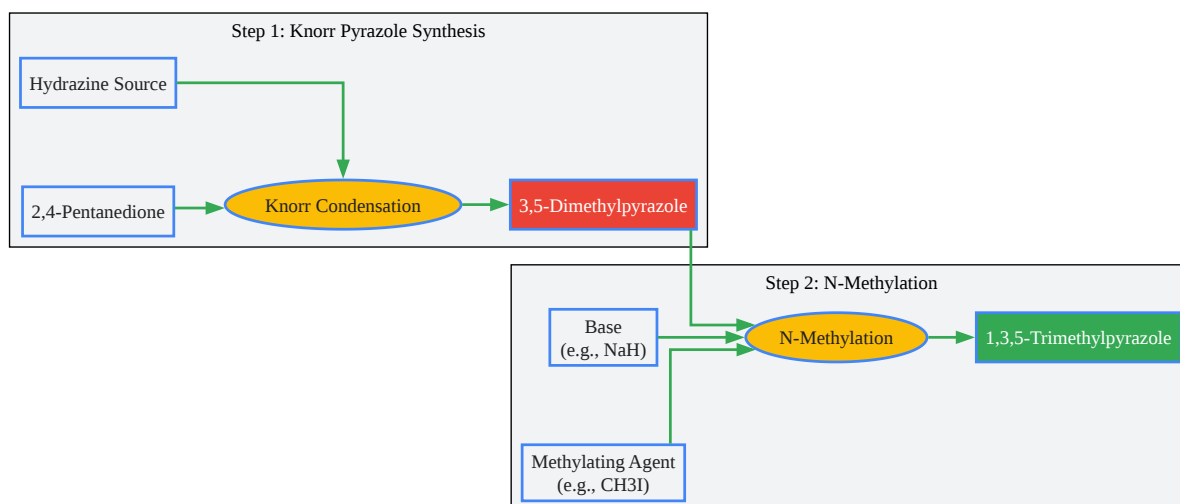 Step 1: Knorr Pyrazole Synthesis
Hydrazine Source
2,4-Pentanedione
Knorr Condensation
3,5-Dimethylpyrazole
Step 2: N-Methylation
Base
(e.g., NaH)
N-Methylation
1,3,5-Trimethylpyrazole
Methylating Agent
(e.g., CH3I)